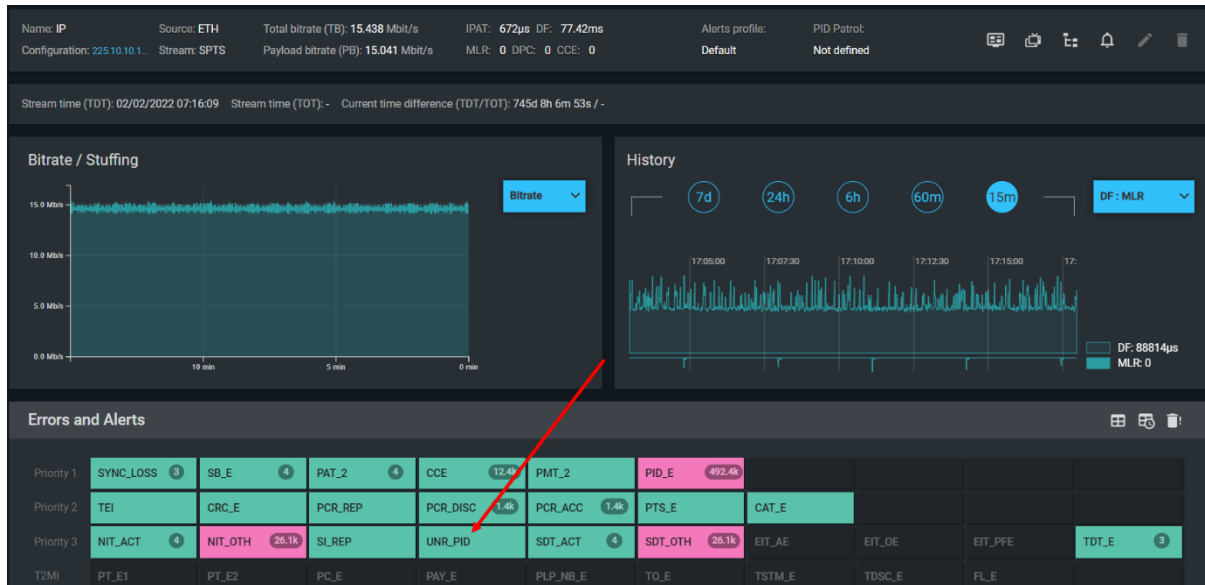 Name: IP Source: ETH Total bitrate (TB): 15.438 Mbit/s IPAT: 672µs DF: 77.42ms Alerts profile: PID Patrol:
Configuration: 225.10.10.1... Stream: SPTS Payload bitrate (PB): 15.041 Mbit/s MLR: 0 DPC: 0 CCE: 0 Default Not defined
Stream time (TDT): 02/02/2022 07:16:09 Stream time (TOT): - Current time difference (TDT/TOT): 745d 8h 6m 53s / -
Bitrate / Stuffing
Bitrate
15.0 Mb/s
10.0 Mb/s
5.0 Mb/s
0.0 Mb/s
10 min 5 min 0 min
History
7d 24h 6h 60m 15m DF : MLR
17:05:00 17:07:30 17:10:00 17:12:30 17:15:00 17:
DF: 88814µs
MLR: 0
Errors and Alerts
Priority 1 SYNC_LOSS 3 SB_E 4 PAT_2 4 CCE 12.4k PMT_2 PID_E 492.4k
Priority 2 TEI CRC_E PCR_REP PCR_DISC 1.4k PCR_ACC 1.4k PTS_E CAT_E
Priority 3 NIT_ACT 4 NIT_OTH 26.1k SI_REP UNR_PID SDT_ACT 4 SDT_OTH 26.1k EIT_AE EIT_OE EIT_PFE TDT_E 3
T2MI PT_E1 PT_E2 PC_E PAY_E PLP_NB_E TO_E TSTM_E TDSC_E FL_E